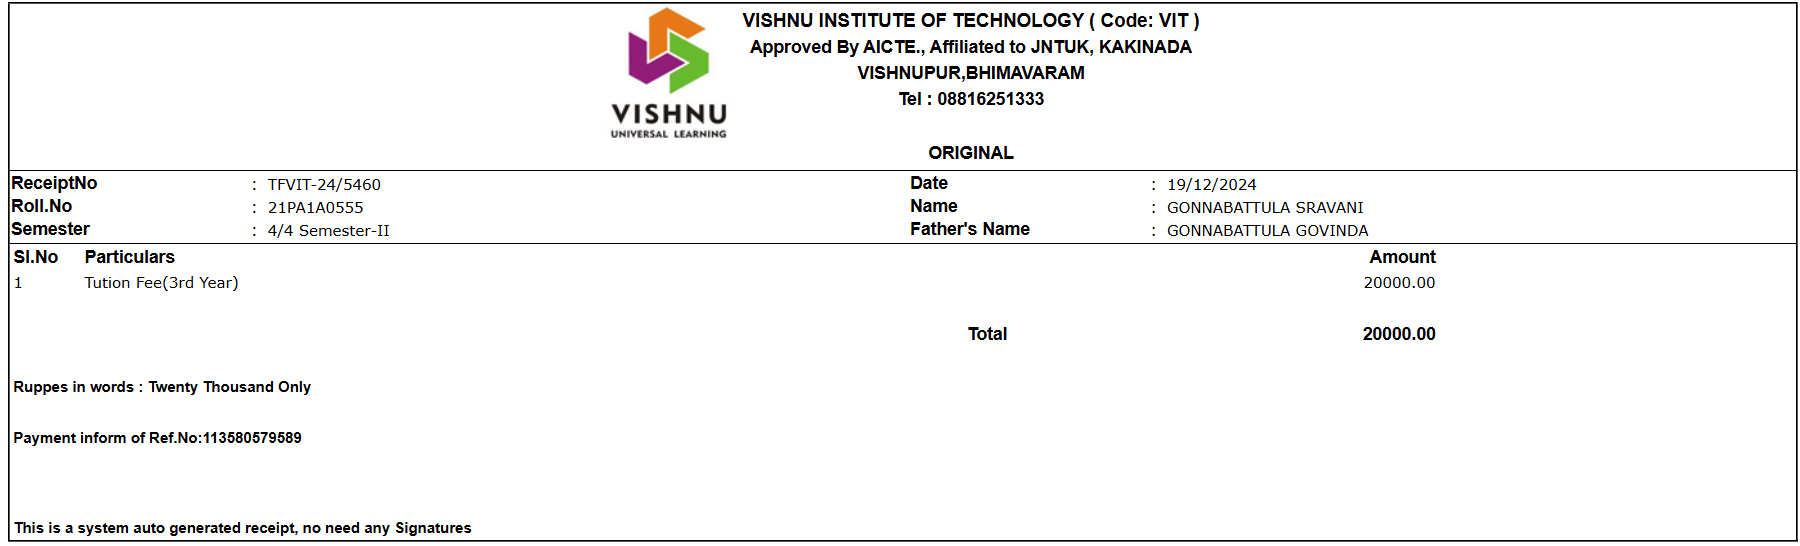 VISHNU INSTITUTE OF TECHNOLOGY ( Code: VIT )
Approved By AICTE., Affiliated to JNTUK, KAKINADA
VISHNUPUR,BHIMAVARAM
Tel : 08816251333
VISHNU
UNIVERSAL LEARNING
ORIGINAL
ReceiptNo : TFVIT-24/5460 Date : 19/12/2024
Roll.No : 21PA1A0555 Name : GONNABATTULA SRAVANI
Semester : 4/4 Semester-II Father's Name : GONNABATTULA GOVINDA
Sl.No Particulars Amount
1 Tution Fee(3rd Year) 20000.00
Total 20000.00
Ruppes in words : Twenty Thousand Only
Payment inform of Ref.No:113580579589
This is a system auto generated receipt, no need any Signatures